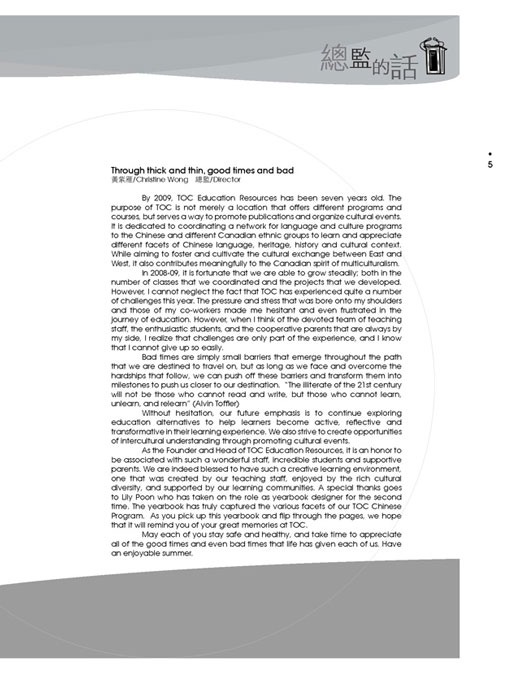 總監的話
•
5
Through thick and thin, good times and bad
黃紫雁/Christine Wong 總監/Director
By 2009, TOC Education Resources has been seven years old. The
purpose of TOC is not merely a location that offers different programs and
courses, but serves a way to promote publications and organize cultural events.
It is dedicated to coordinating a network for language and culture programs
to the Chinese and different Canadian ethnic groups to learn and appreciate
different facets of Chinese language, heritage, history and cultural context.
While aiming to foster and cultivate the cultural exchange between East and
West, it also contributes meaningfully to the Canadian spirit of multiculturalism.
In 2008-09, it is fortunate that we are able to grow steadily; both in the
number of classes that we coordinated and the projects that we developed.
However, I cannot neglect the fact that TOC has experienced quite a number
of challenges this year. The pressure and stress that was bore onto my shoulders
and those of my co-workers made me hesitant and even frustrated in the
journey of education. However, when I think of the devoted team of teaching
staff, the enthusiastic students, and the cooperative parents that are always by
my side, I realize that challenges are only part of the experience, and I know
that I cannot give up so easily.
Bad times are simply small barriers that emerge throughout the path
that we are destined to travel on, but as long as we face and overcome the
hardships that follow, we can push off these barriers and transform them into
milestones to push us closer to our destination. "The illiterate of the 21st century
will not be those who cannot read and write, but those who cannot learn,
unlearn, and relearn" (Alvin Toffler)
Without hesitation, our future emphasis is to continue exploring
education alternatives to help learners become active, reflective and
transformative in their learning experience. We also strive to create opportunities
of intercultural understanding through promoting cultural events.
As the Founder and Head of TOC Education Resources, it is an honor to
be associated with such a wonderful staff, incredible students and supportive
parents. We are indeed blessed to have such a creative learning environment,
one that was created by our teaching staff, enjoyed by the rich cultural
diversity, and supported by our learning communities. A special thanks goes
to Lily Poon who has taken on the role as yearbook designer for the second
time. The yearbook has truly captured the various facets of our TOC Chinese
Program. As you pick up this yearbook and flip through the pages, we hope
that it will remind you of your great memories at TOC.
May each of you stay safe and healthy, and take time to appreciate
all of the good times and even bad times that life has given each of us. Have
an enjoyable summer.